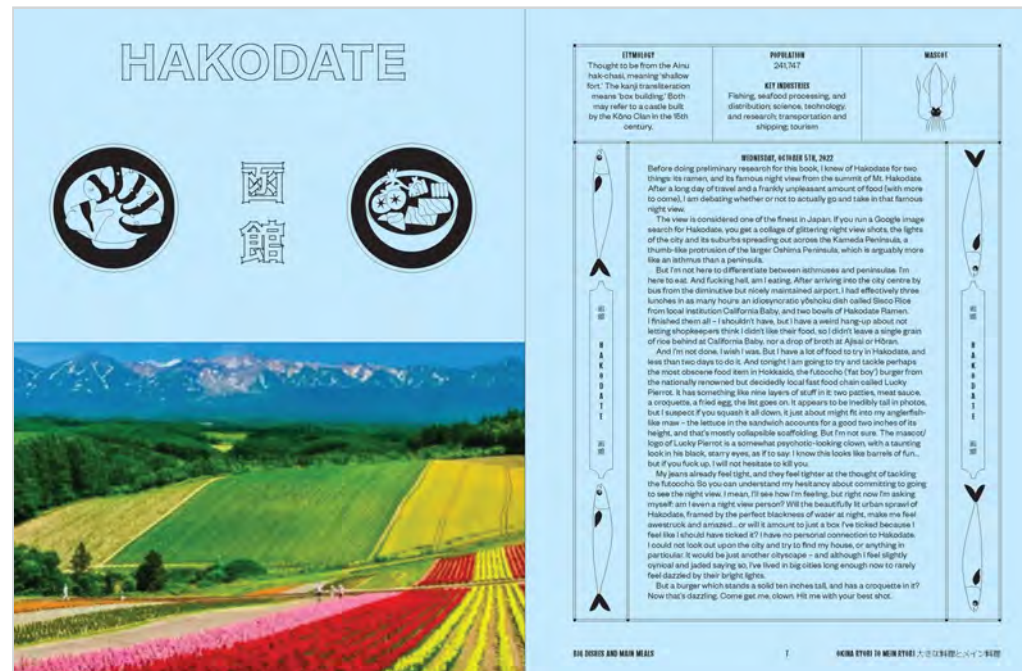 HAKODATE
函
館
ETYMOLOGY
Thought to be from the Ainu
hak-chasi, meaning 'shallow
fort.' The kanji transliteration
means 'box building.' Both
may refer to a castle built
by the Kōno Clan in the 15th
century.
POPULATION
241,747
KEY INDUSTRIES
Fishing, seafood processing, and
distribution; science, technology,
and research; transportation and
shipping; tourism
MASCOT
WEDNESDAY, OCTOBER 5TH, 2022
Before doing preliminary research for this book, I knew of Hakodate for two
things: its ramen, and its famous night view from the summit of Mt. Hakodate.
After a long day of travel and a frankly unpleasant amount of food (with more
to come), I am debating whether or not to actually go and take in that famous
night view.
The view is considered one of the finest in Japan. If you run a Google image
search for Hakodate, you get a collage of glittering night view shots, the lights
of the city and its suburbs spreading out across the Kameda Peninsula, a
thumb-like protrusion of the larger Oshima Peninsula, which is arguably more
like an isthmus than a peninsula.
But I'm not here to differentiate between isthmuses and peninsulae. I'm
here to eat. And fucking hell, am I eating. After arriving into the city centre by
bus from the diminutive but nicely maintained airport, I had effectively three
lunches in as many hours: an idiosyncratic yōshoku dish called Sisco Rice
from local institution California Baby, and two bowls of Hakodate Ramen.
I finished them all – I shouldn't have, but I have a weird hang-up about not
letting shopkeepers think I didn't like their food, so I didn't leave a single grain
of rice behind at California Baby, nor a drop of broth at Ajisai or Hōran.
And I'm not done. I wish I was. But I have a lot of food to try in Hakodate, and
less than two days to do it. And tonight I am going to try and tackle perhaps
the most obscene food item in Hokkaido, the futoccho ('fat boy') burger from
the nationally renowned but decidedly local fast food chain called Lucky
Pierrot. It has something like nine layers of stuff in it: two patties, meat sauce,
a croquette, a fried egg, the list goes on. It appears to be inedibly tall in photos,
but I suspect if you squash it all down, it just about might fit into my anglerfish-
like maw – the lettuce in the sandwich accounts for a good two inches of its
height, and that's mostly collapsible scaffolding. But I'm not sure. The mascot/
logo of Lucky Pierrot is a somewhat psychotic-looking clown, with a taunting
look in his black, starry eyes, as if to say: I know this looks like barrels of fun...
but if you fuck up, I will not hesitate to kill you.
My jeans already feel tight, and they feel tighter at the thought of tackling
the futoccho. So you can understand my hesitancy about committing to going
to see the night view. I mean, I'll see how I'm feeling, but right now I'm asking
myself: am I even a night view person? Will the beautifully lit urban sprawl of
Hakodate, framed by the perfect blackness of water at night, make me feel
awestruck and amazed... or will it amount to just a box I've ticked because I
feel like I should have ticked it? I have no personal connection to Hakodate.
I could not look out upon the city and try to find my house, or anything in
particular. It would be just another cityscape – and although I feel slightly
cynical and jaded saying so, I've lived in big cities long enough now to rarely
feel dazzled by their bright lights.
But a burger which stands a solid ten inches tall, and has a croquette in it?
Now that's dazzling. Come get me, clown. Hit me with your best shot.
函館
HAKODATE
函館
函館
HAKODATE
函館
BIG DISHES AND MAIN MEALS
OKINA RYORI TO MEIN RYORI 大きな料理とメイン料理